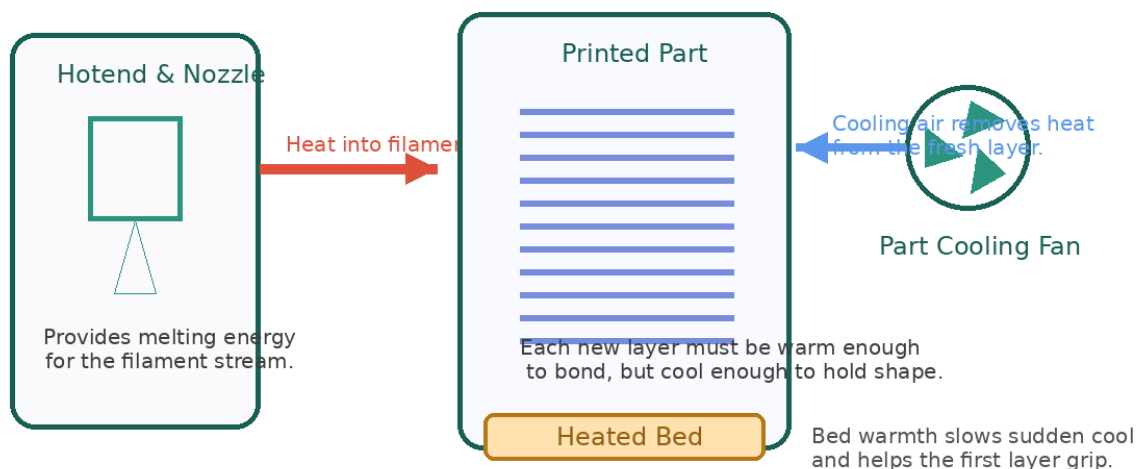 Hotend & Nozzle
Provides melting energy
for the filament stream.
Heat into filamen
Printed Part
Each new layer must be warm enough
to bond, but cool enough to hold shape.
Heated Bed
Cooling air removes heat
from the fresh layer.
Part Cooling Fan
Bed warmth slows sudden cool
and helps the first layer grip.